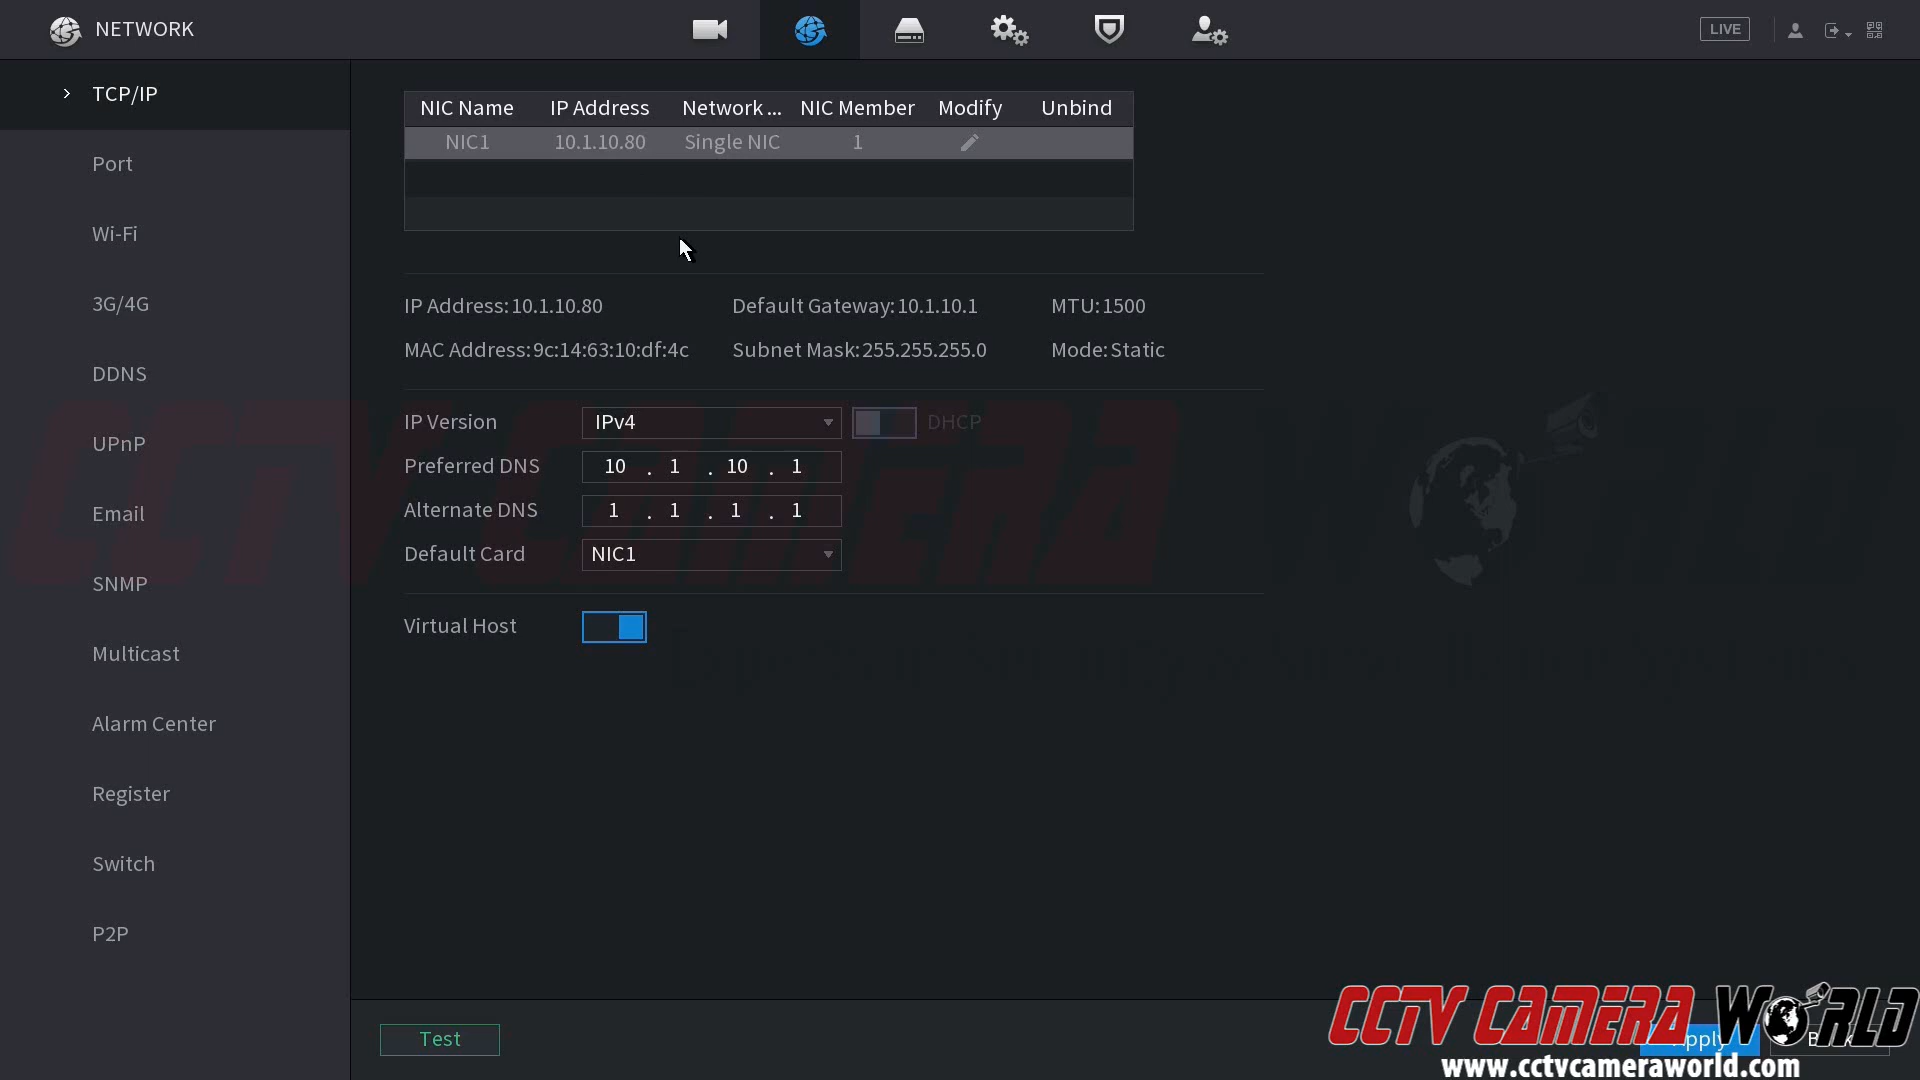 NETWORK
LIVE
TCP/IP
Port
Wi-Fi
3G/4G
DDNS
UPnP
Email
SNMP
Multicast
Alarm Center
Register
Switch
P2P
NIC Name IP Address Network ... NIC Member Modify Unbind
NIC1 10.1.10.80 Single NIC 1
IP Address:10.1.10.80 Default Gateway:10.1.10.1 MTU:1500
MAC Address:9c:14:63:10:df:4c Subnet Mask:255.255.255.0 Mode:Static
IP Version IPv4 DHCP
Preferred DNS 10 . 1 . 10 . 1
Alternate DNS 1 . 1 . 1 . 1
Default Card NIC1
Virtual Host
CCTV CAMERA WORLD
Test
Apply
CCTV CAMERA WORLD
www.cctvcameraworld.com